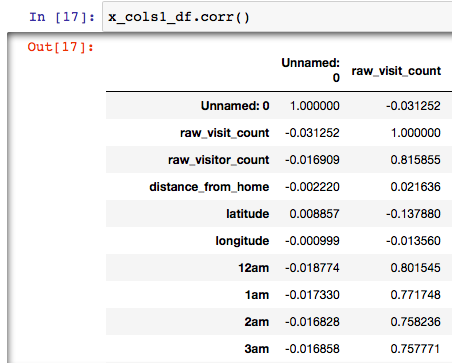 In [17]: x_cols1_df.corr()
Out[17]:
Unnamed: 0 raw_visit_count
Unnamed: 0 1.000000 -0.031252
raw_visit_count -0.031252 1.000000
raw_visitor_count -0.016909 0.815855
distance_from_home -0.002220 0.021636
latitude 0.008857 -0.137880
longitude -0.000999 -0.013560
12am -0.018774 0.801545
1am -0.017330 0.771748
2am -0.016828 0.758236
3am -0.016858 0.757771